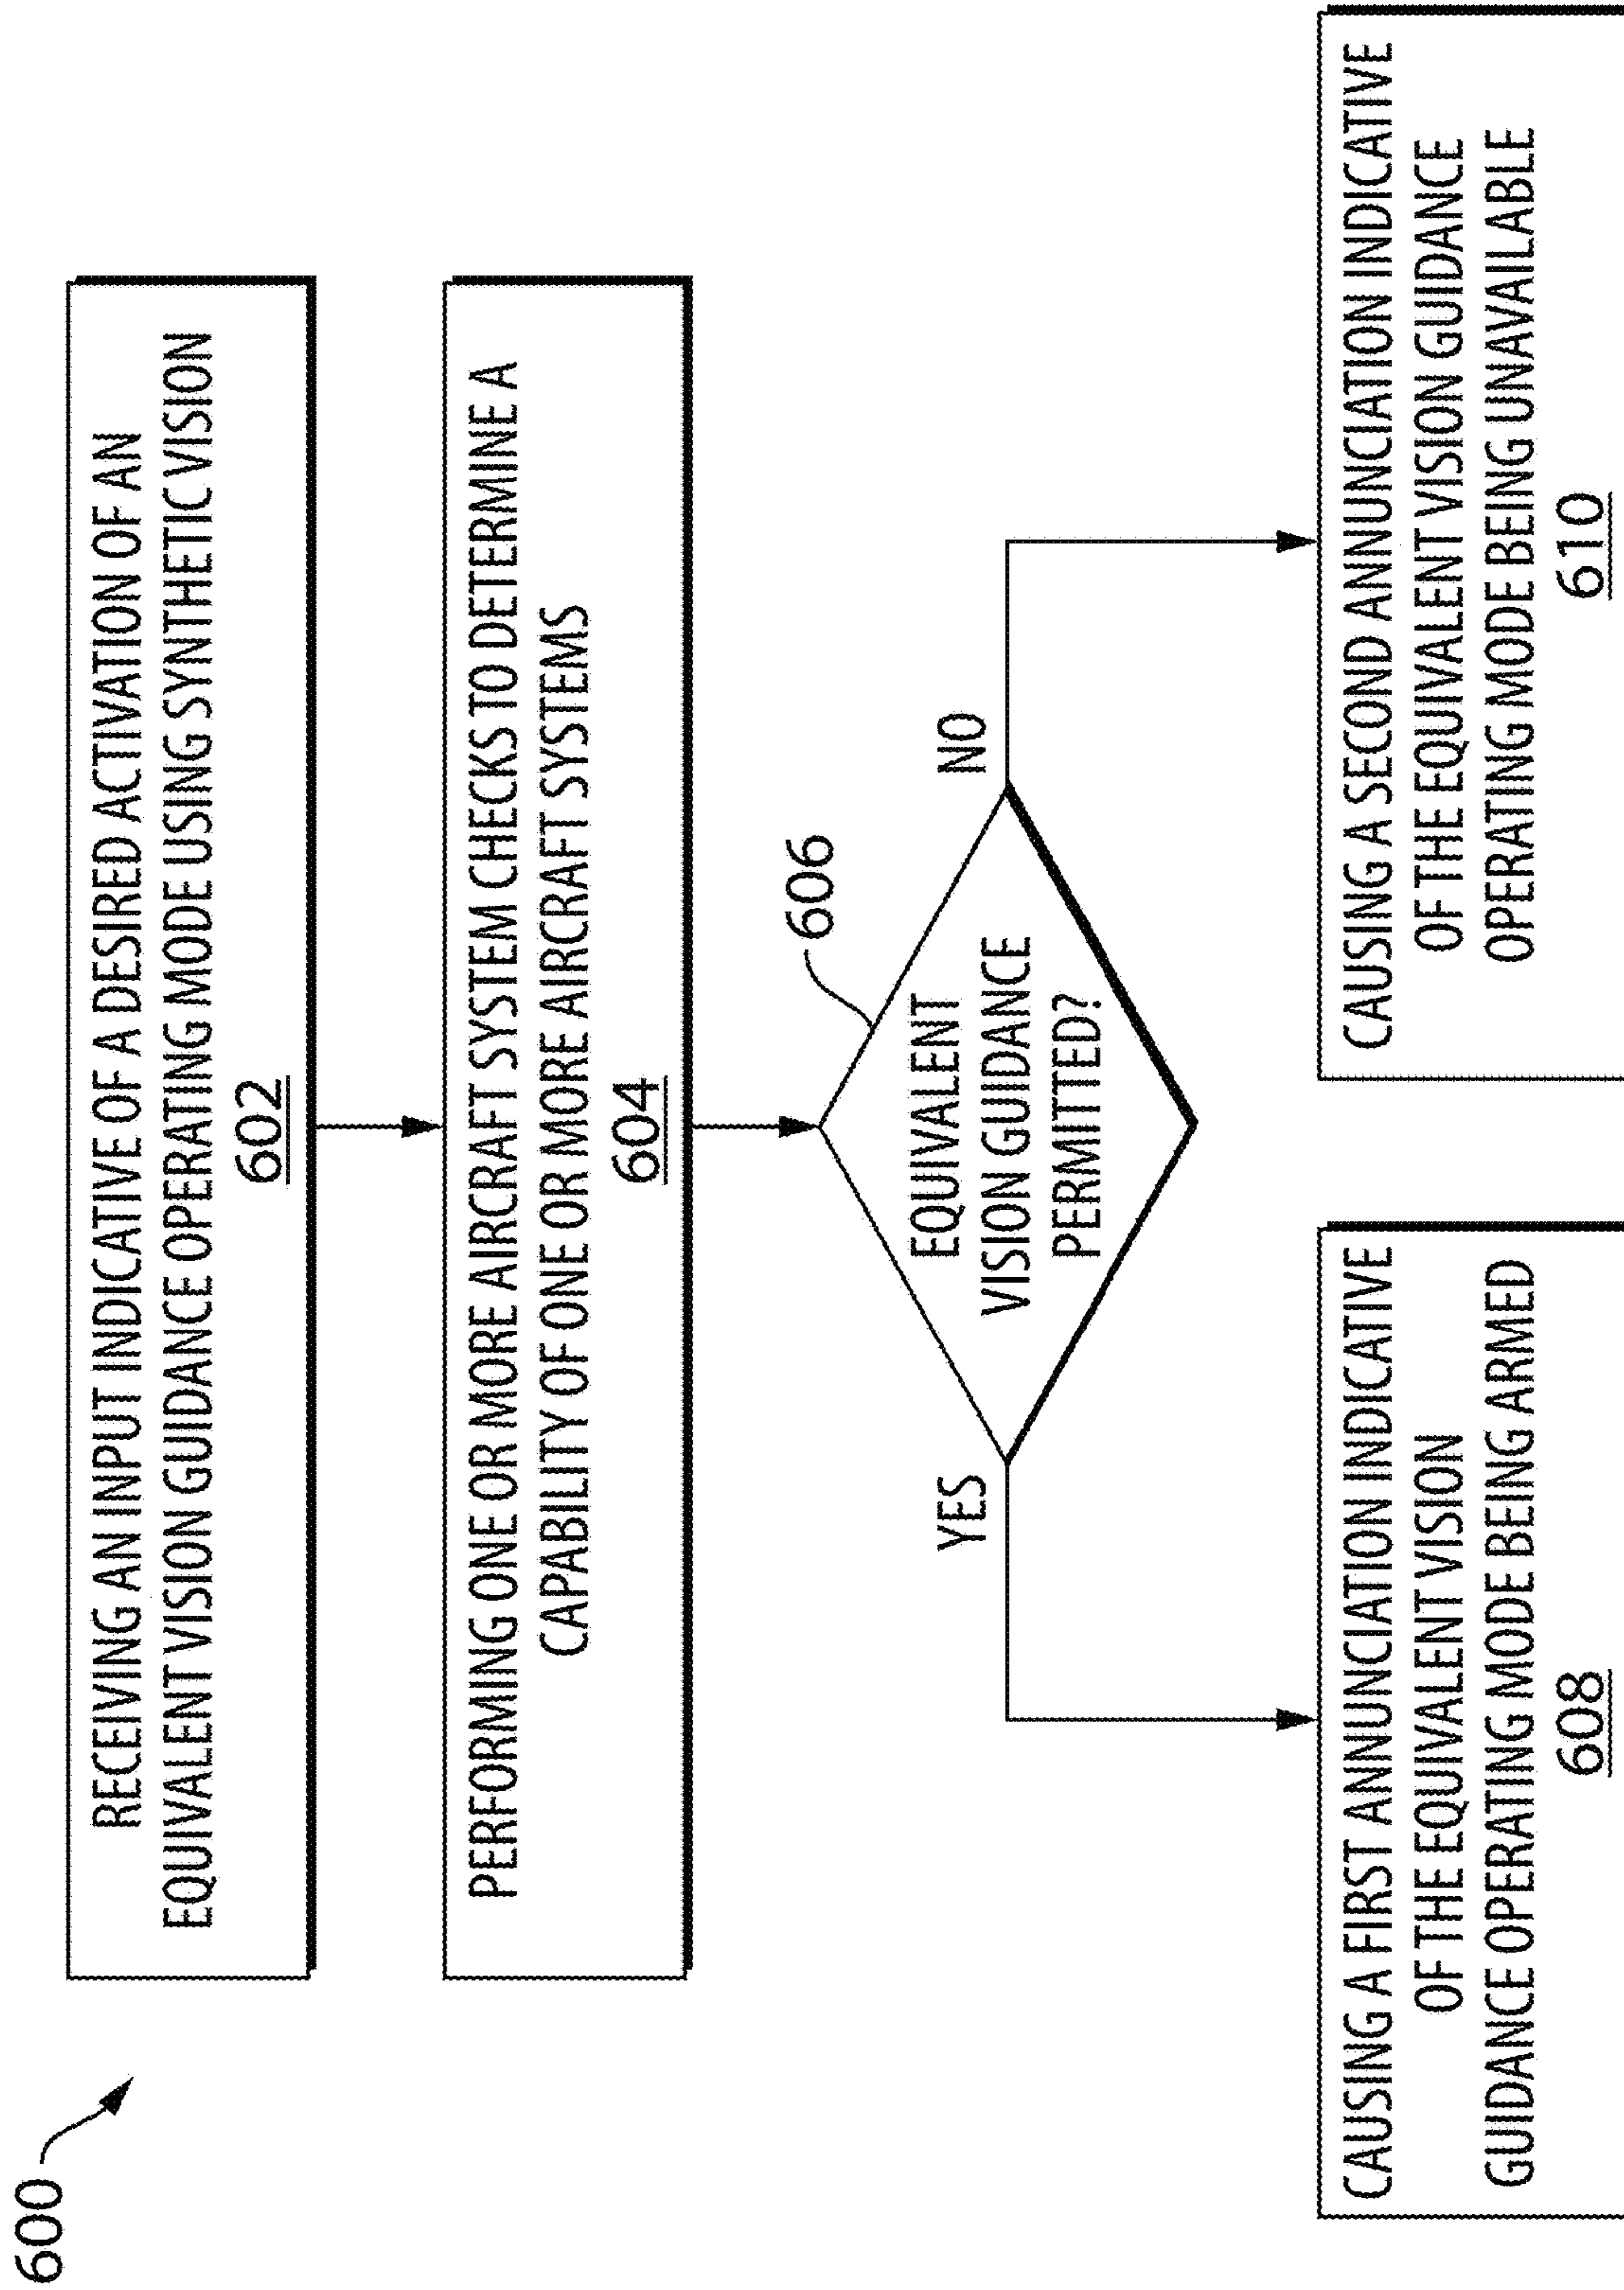 600
RECEIVING AN INPUT INDICATIVE OF A DESIRED ACTIVATION OF AN
EQUIVALENT VISION GUIDANCE OPERATING MODE USING SYNTHETIC VISION
602
PERFORMING ONE OR MORE AIRCRAFT SYSTEM CHECKS TO DETERMINE A
CAPABILITY OF ONE OR MORE AIRCRAFT SYSTEMS
604
606
EQUIVALENT
VISION GUIDANCE
PERMITTED?
YES
NO
CAUSING A FIRST ANNUNCIATION INDICATIVE
OF THE EQUIVALENT VISION
GUIDANCE OPERATING MODE BEING ARMED
608
CAUSING A SECOND ANNUNCIATION INDICATIVE
OF THE EQUIVALENT VISION GUIDANCE
OPERATING MODE BEING UNAVAILABLE
610